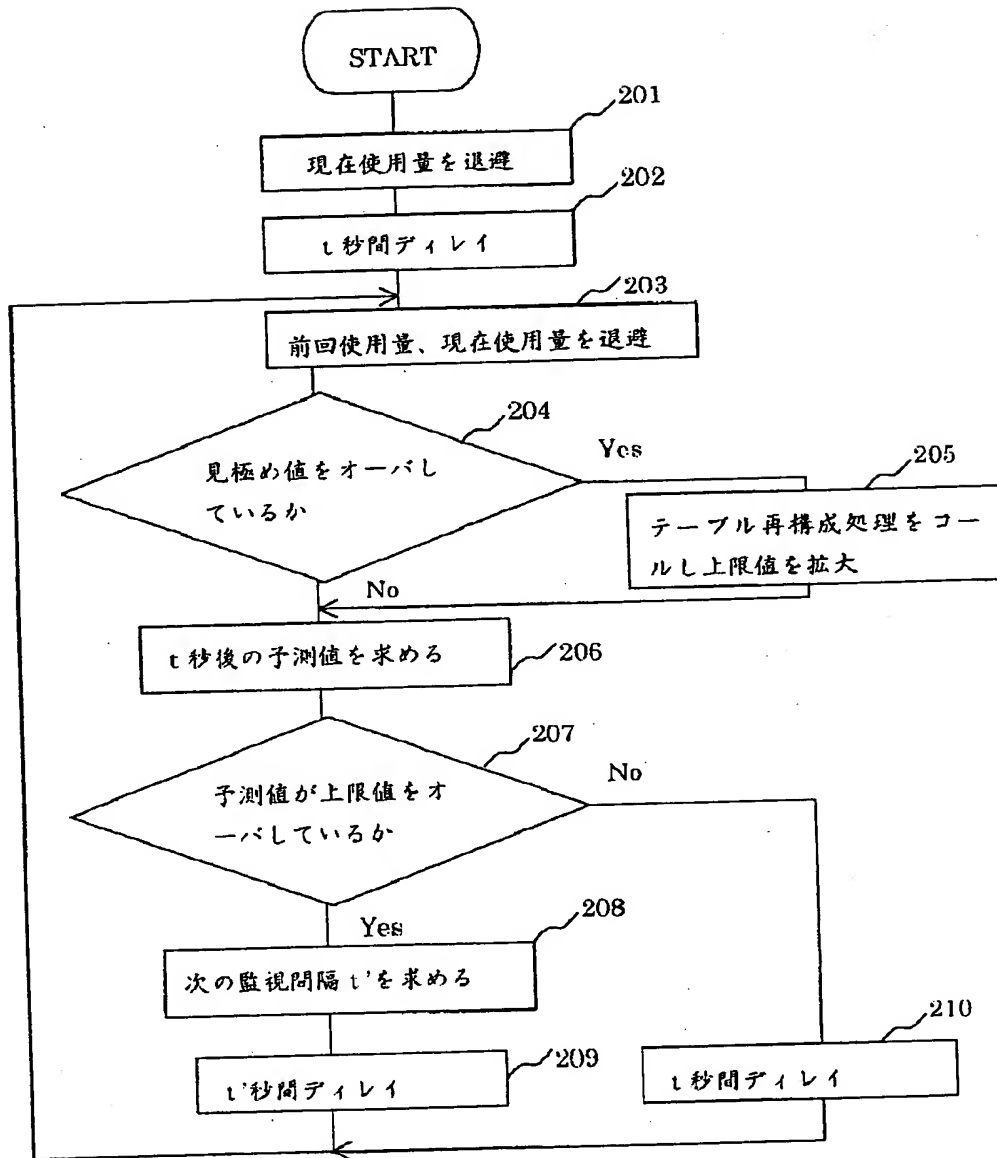 START
201
現在使用量を退避
202
t秒間ディレイ
203
前回使用量、現在使用量を退避
204
見極め値をオーバし
ているか
Yes
205
テーブル再構成処理をコー
ルし上限値を拡大
No
t秒後の予測値を求める
206
207
予測値が上限値をオ
ーバしているか
No
Yes
208
次の監視間隔t'を求める
209
t'秒間ディレイ
210
t秒間ディレイ